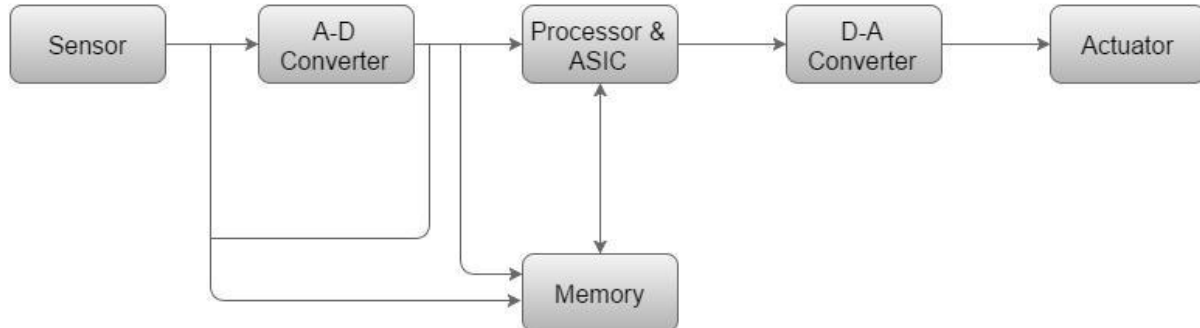 Sensor
A-D
Converter
Processor &
ASIC
D-A
Converter
Actuator
Memory